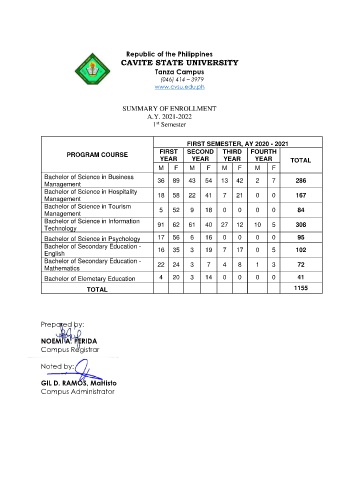 Republic of the Philippines
CAVITE STATE UNIVERSITY
Tanza Campus
(046) 414 – 3979
www.cvsu.edu.ph
SUMMARY OF ENROLLMENT
A.Y. 2021-2022
1st Semester
PROGRAM COURSE
FIRST SEMESTER, AY 2020 - 2021
FIRST YEAR SECOND YEAR THIRD YEAR FOURTH YEAR TOTAL
M F M F M F M F
Bachelor of Science in Business Management 36 89 43 54 13 42 2 7 286
Bachelor of Science in Hospitality Management 18 58 22 41 7 21 0 0 167
Bachelor of Science in Tourism Management 5 52 9 18 0 0 0 0 84
Bachelor of Science in Information Technology 91 62 61 40 27 12 10 5 308
Bachelor of Science in Psychology 17 56 6 16 0 0 0 0 95
Bachelor of Secondary Education - English 16 35 3 19 7 17 0 5 102
Bachelor of Secondary Education - Mathematics 22 24 3 7 4 8 1 3 72
Bachelor of Elemetary Education 4 20 3 14 0 0 0 0 41
TOTAL 1155
Prepared by:
NOEMI A. PERIDA
Campus Registrar
Noted by:
GIL D. RAMOS, MaHisto
Campus Administrator